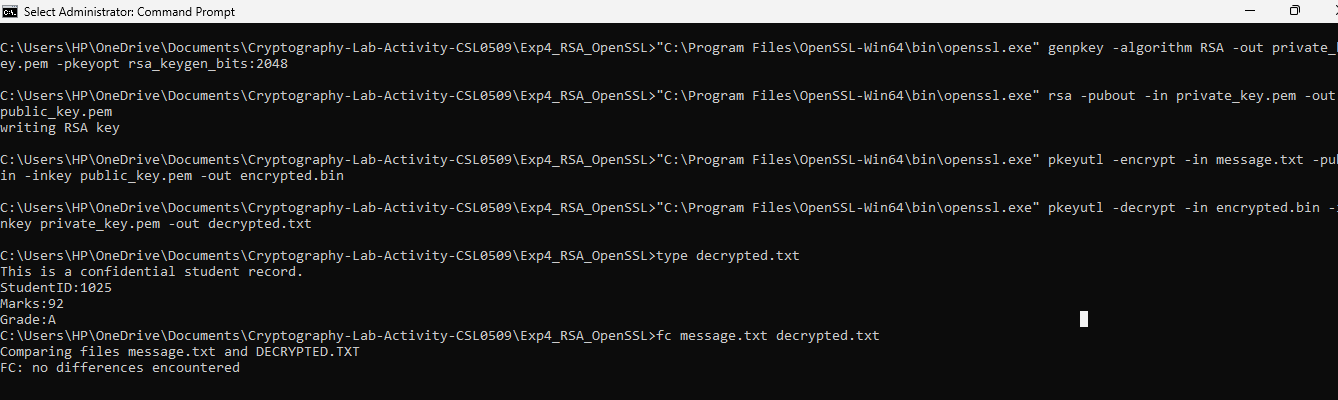 Select Administrator: Command Prompt
C:\Users\HP\OneDrive\Documents\Cryptography-Lab-Activity-CSL0509\Exp4_RSA_OpenSSL>"C:\Program Files\OpenSSL-Win64\bin\openssl.exe" genpkey -algorithm RSA -out private_k
ey.pem -pkeyopt rsa_keygen_bits:2048
C:\Users\HP\OneDrive\Documents\Cryptography-Lab-Activity-CSL0509\Exp4_RSA_OpenSSL>"C:\Program Files\OpenSSL-Win64\bin\openssl.exe" rsa -pubout -in private_key.pem -out
public_key.pem
writing RSA key
C:\Users\HP\OneDrive\Documents\Cryptography-Lab-Activity-CSL0509\Exp4_RSA_OpenSSL>"C:\Program Files\OpenSSL-Win64\bin\openssl.exe" pkeyutl -encrypt -in message.txt -pub
in -inkey public_key.pem -out encrypted.bin
C:\Users\HP\OneDrive\Documents\Cryptography-Lab-Activity-CSL0509\Exp4_RSA_OpenSSL>"C:\Program Files\OpenSSL-Win64\bin\openssl.exe" pkeyutl -decrypt -in encrypted.bin -i
nkey private_key.pem -out decrypted.txt
C:\Users\HP\OneDrive\Documents\Cryptography-Lab-Activity-CSL0509\Exp4_RSA_OpenSSL>type decrypted.txt
This is a confidential student record.
StudentID:1025
Marks:92
Grade:A
C:\Users\HP\OneDrive\Documents\Cryptography-Lab-Activity-CSL0509\Exp4_RSA_OpenSSL>fc message.txt decrypted.txt
Comparing files message.txt and DECRYPTED.TXT
FC: no differences encountered